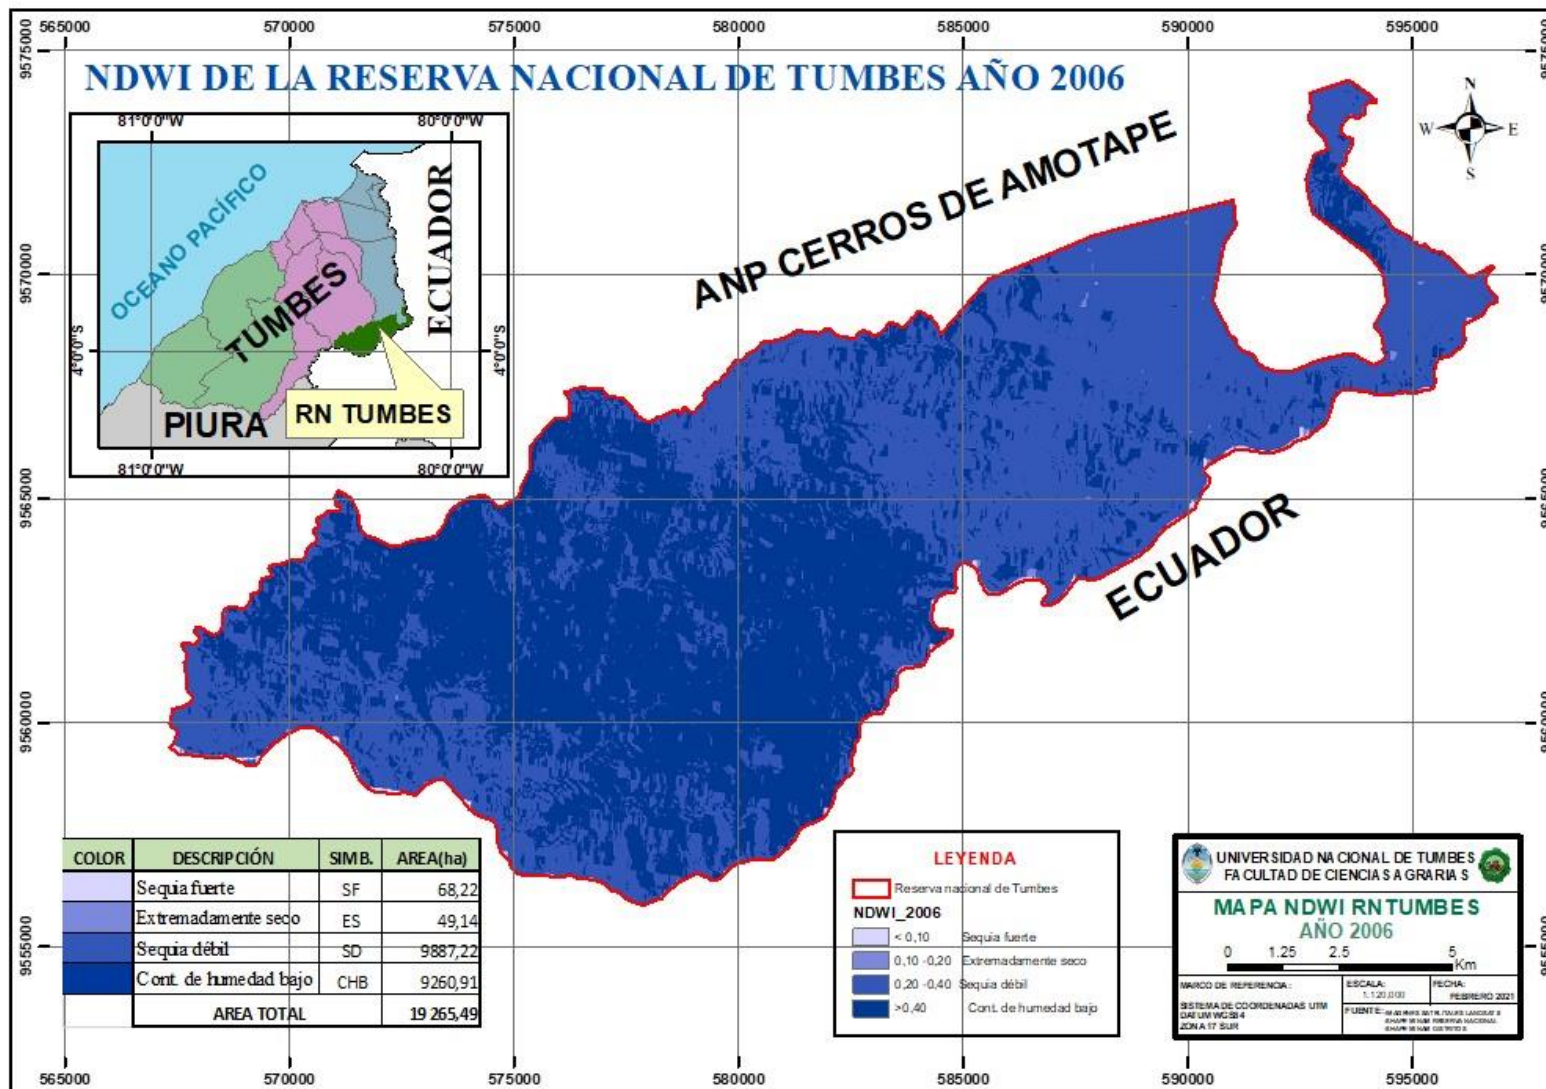 565000 570000 575000 580000 585000 590000 595000
9575000 9575000
NDWI DE LA RESERVA NACIONAL DE TUMBES AÑO 2006
N
W E
S
81°0'0"W 80°0'0"W
OCEANO PACÍFICO
ECUADOR
TUMBES
4°0'0"S 4°0'0"S
RN TUMBES
PIURA
81°0'0"W 80°0'0"W
ANP CERROS DE AMOTAPE
ECUADOR
9570000 9570000
9565000 9565000
9560000 9560000
9555000 9555000
COLOR DESCRIPCIÓN SIMB. AREA(ha)
Sequia fuerte SF 68,22
Extremadamente seco ES 49,14
Sequia débil SD 9887,22
Cont. de humedad bajo CHB 9260,91
AREA TOTAL 19 265,49
LEYENDA
Reserva nacional de Tumbes
NDWI_2006
< 0,10 Sequia fuerte
0,10 -0,20 Extremadamente seco
0,20 -0,40 Sequia débil
>0,40 Cont. de humedad bajo
UNIVERSIDAD NACIONAL DE TUMBES
FACULTAD DE CIENCIAS AGRARIAS
MAPA NDWI RN TUMBES
AÑO 2006
0 1.25 2.5 5
Km
MARCO DE REFERENCIA:
SISTEMA DE COORDENADAS UTM
DATUM WGS84
ZONA 17 SUR
ESCALA:
1:120,000
FECHA:
FEBRERO 2021
FUENTE:
565000 570000 575000 580000 585000 590000 595000